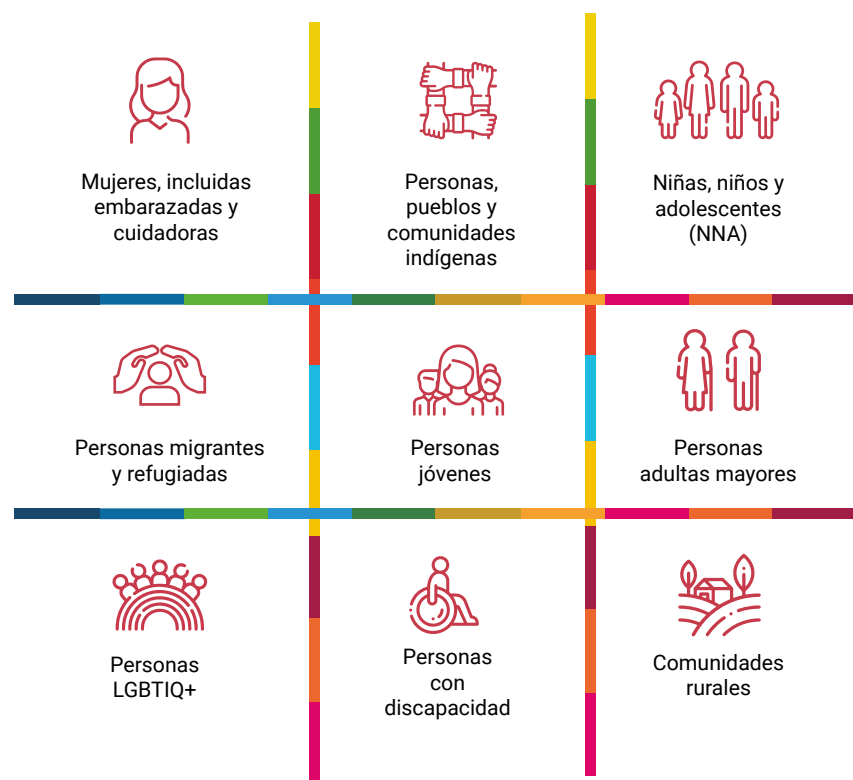 Mujeres, incluidas
embarazadas y
cuidadoras
Personas,
pueblos y
comunidades
indígenas
Niñas, niños y
adolescentes
(NNA)
Personas migrantes
y refugiadas
Personas
jóvenes
Personas
adultas mayores
Personas
LGBTIQ+
Personas
con
discapacidad
Comunidades
rurales